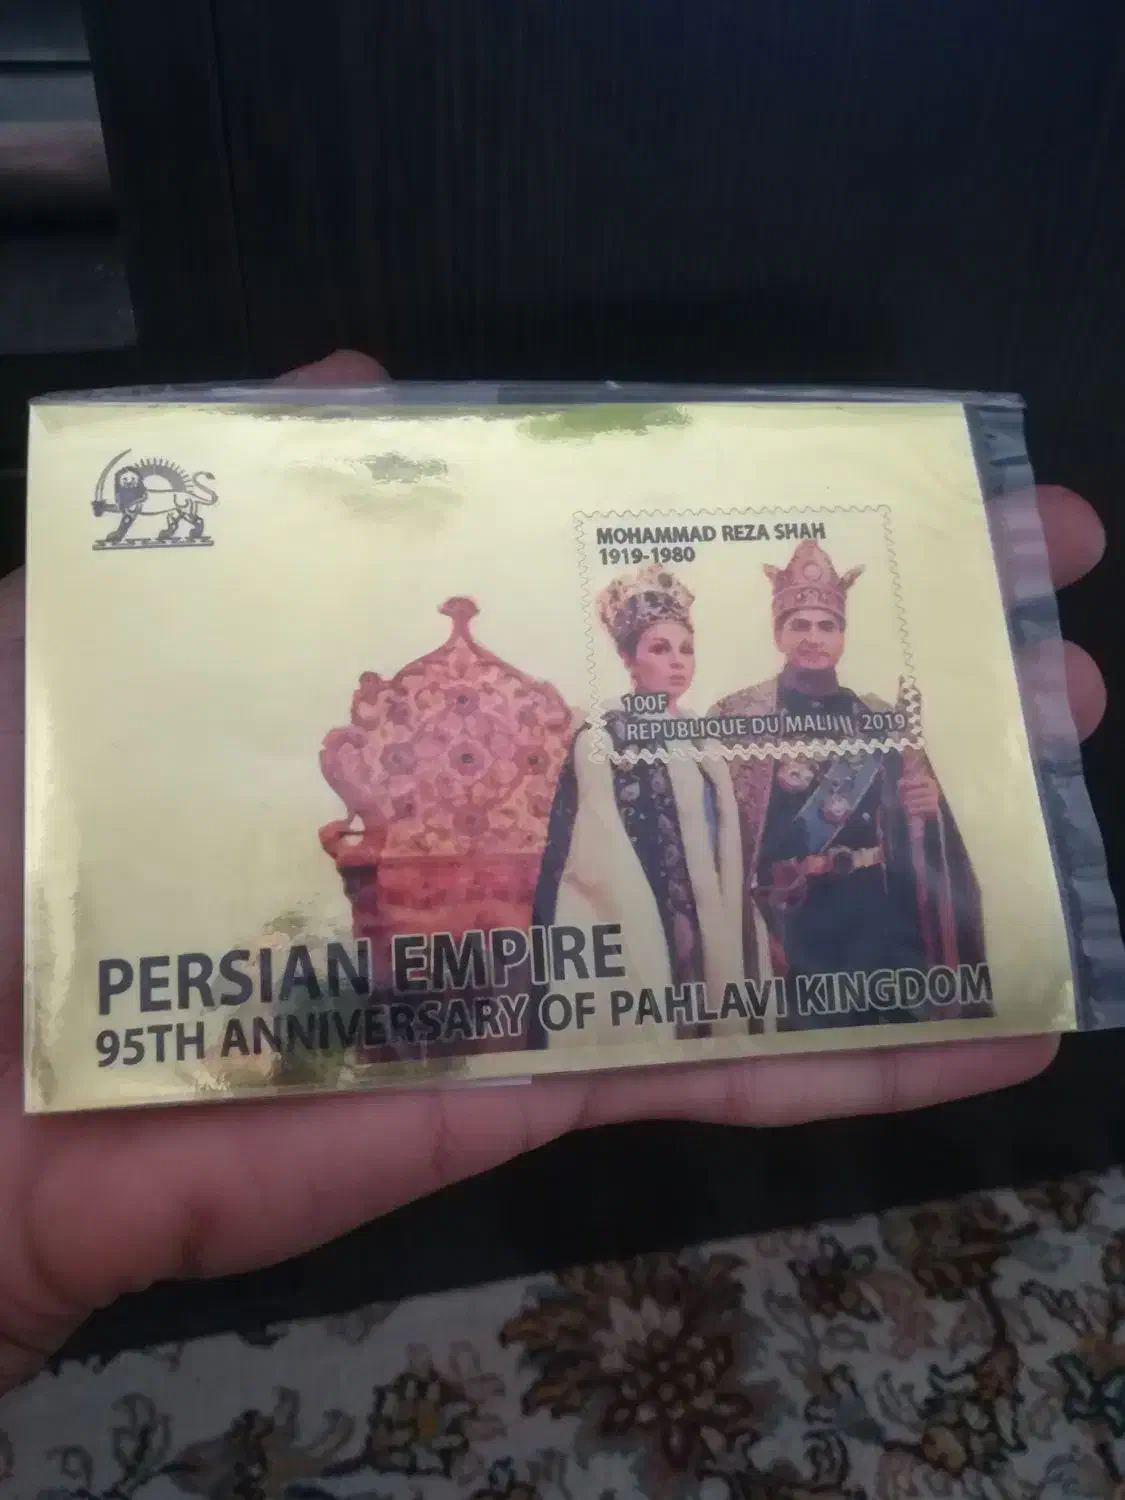 MOHAMMAD REZA SHAH
1919-1980
100F
REPUBLIQUE DU MALI 2019
PERSIAN EMPIRE
95TH ANNIVERSARY OF PAHLAVI KINGDOM